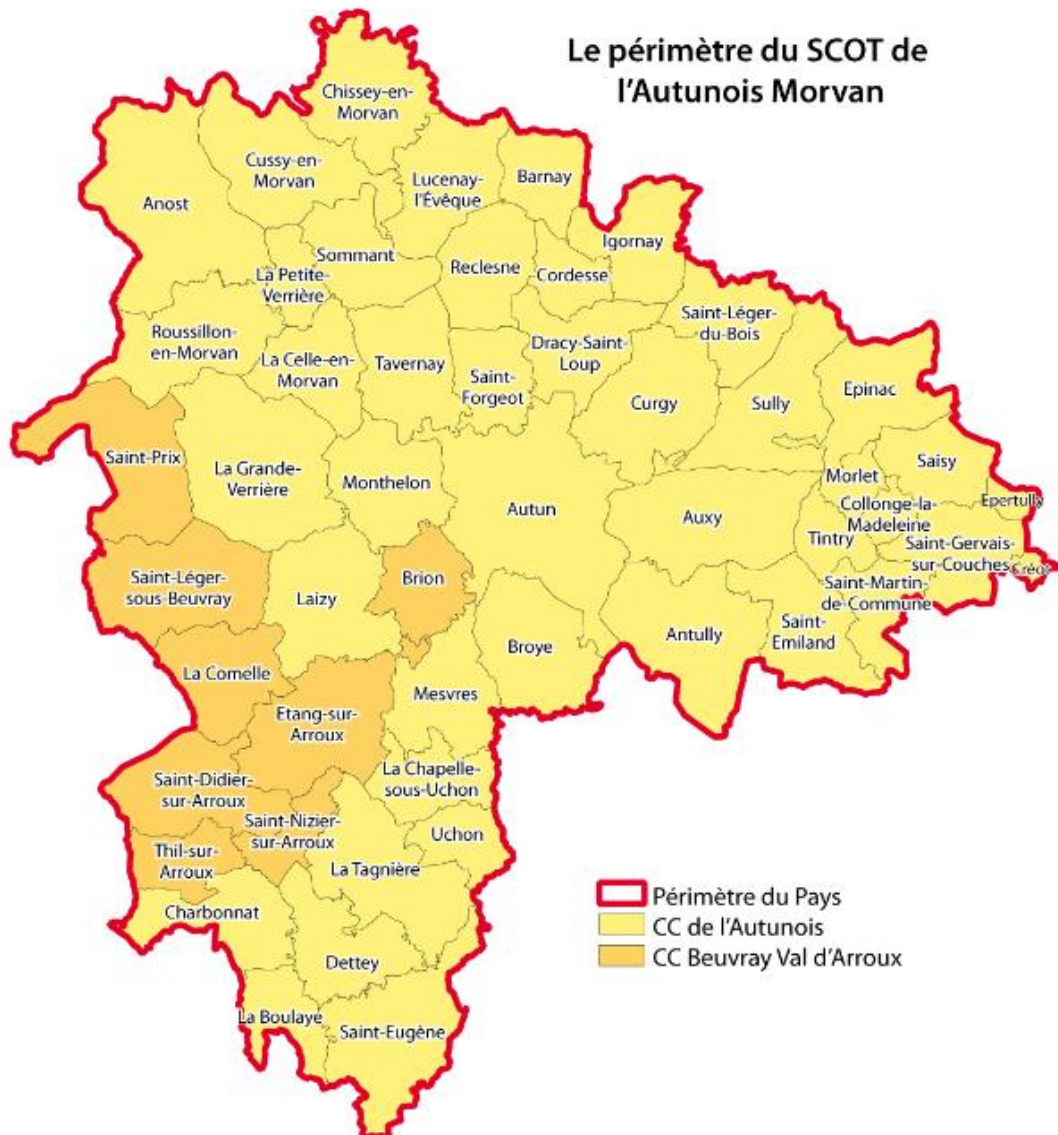 Le périmètre du SCOT de
l'Autunois Morvan
Chissey-en-
Morvan
Cussy-en-
Morvan
Lucenay-
l'Évêque
Barnay
Anost
Igornay
Sommant
Reclesne
Cordesse
La Petite-
Verrière
Saint-Léger-
du-Bois
Roussillon-
en-Morvan
La Celle-en-
Morvan
Tavernay
Dracy-Saint-
Loup
Saint-
Forgeot
Curgy
Sully
Epinac
Saint-Prix
La Grande-
Verrière
Monthelon
Autun
Auxy
Morlet
Saisy
Epertully
Collonge-la-
Madeleine
Tintry
Saint-Gervais-
sur-Couches
Créot
Saint-Martin-
de-Commune
Saint-Léger-
sous-Beuvray
Laizy
Brion
Broye
Antully
Saint-
Emiland
La Comelle
Mesvres
Etang-sur-
Arroux
La Chapelle-
sous-Uchon
Saint-Didier-
sur-Arroux
Saint-Nizier-
sur-Arroux
Uchon
Thil-sur-
Arroux
La Tagnière
Charbonnat
Dettey
La Boulaye
Saint-Eugène
Périmètre du Pays
CC de l'Autunois
CC Beuvray Val d'Arroux